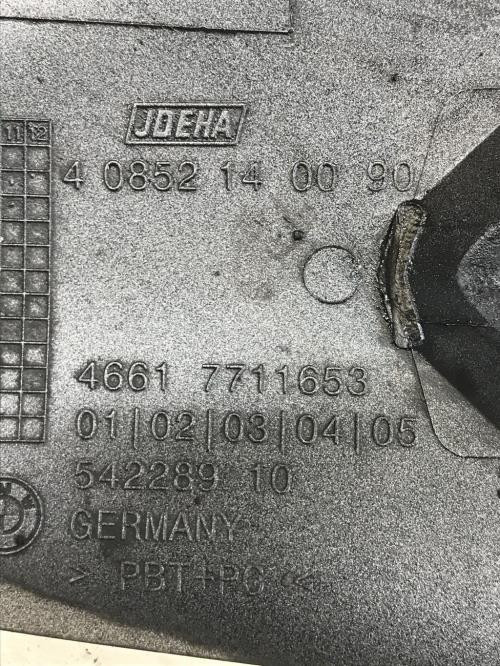 JDEHA
11 12
4 0852 14 00 90
4661 7711653
01|02|03|04|05
542289 10
GERMANY
> PBT+PC <